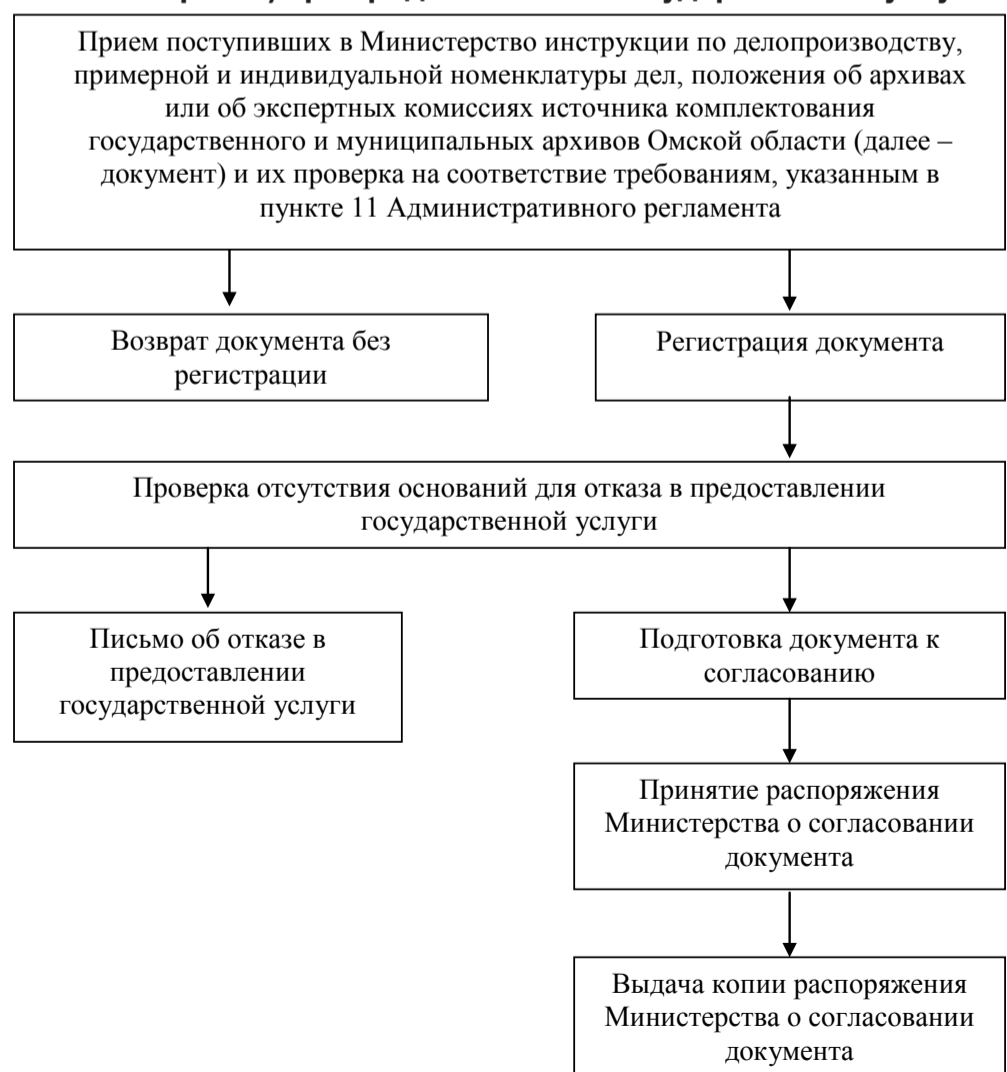 Прием поступивших в Министерство инструкции по делопроизводству,
примерной и индивидуальной номенклатуры дел, положения об архивах
или об экспертных комиссиях источника комплектования
государственного и муниципальных архивов Омской области (далее –
документ) и их проверка на соответствие требованиям, указанным в
пункте 11 Административного регламента
Возврат документа без
регистрации
Регистрация документа
Проверка отсутствия оснований для отказа в предоставлении
государственной услуги
Письмо об отказе в
предоставлении
государственной услуги
Подготовка документа к
согласованию
Принятие распоряжения
Министерства о согласовании
документа
Выдача копии распоряжения
Министерства о согласовании
документа